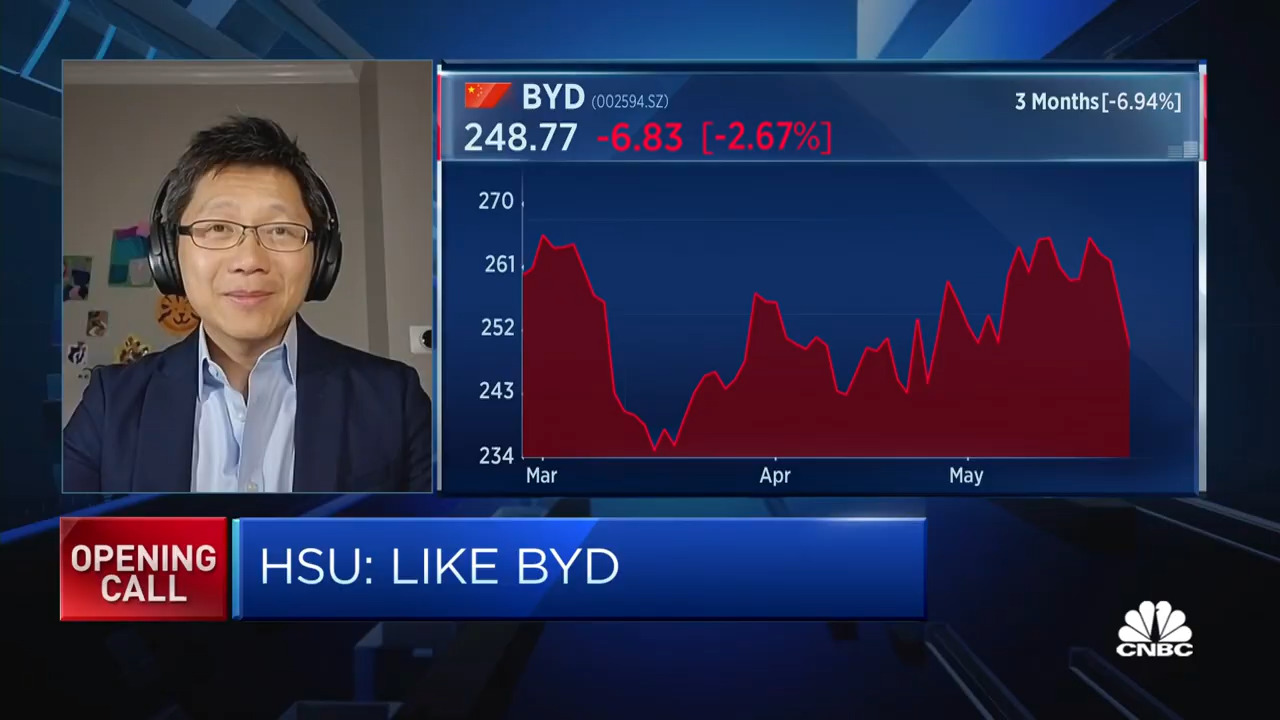 BYD (002594.SZ)
3 Months[-6.94%]
248.77 -6.83 [-2.67%]
270
261
252
243
234
Mar Apr May
OPENING
CALL
HSU: LIKE BYD
CNBC